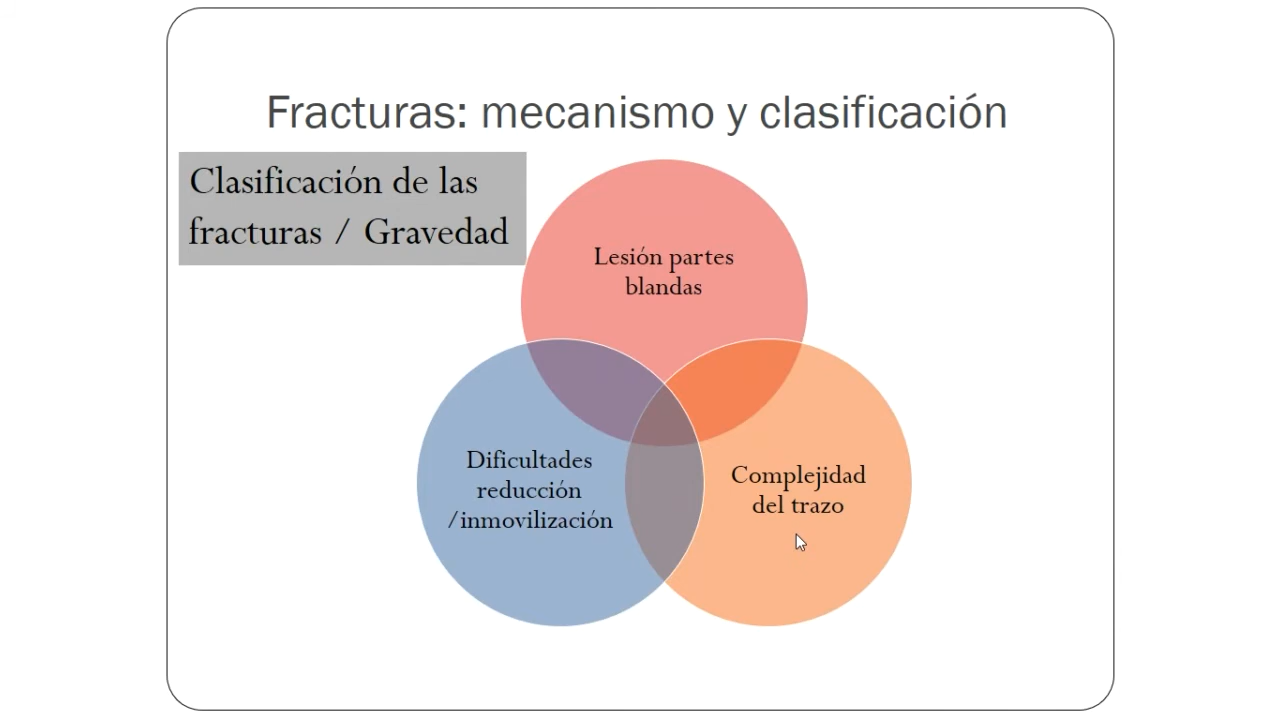 Fracturas: mecanismo y clasificación
Clasificación de las
fracturas / Gravedad
Lesión partes
blandas
Dificultades
reducción
/inmovilización
Complejidad
del trazo